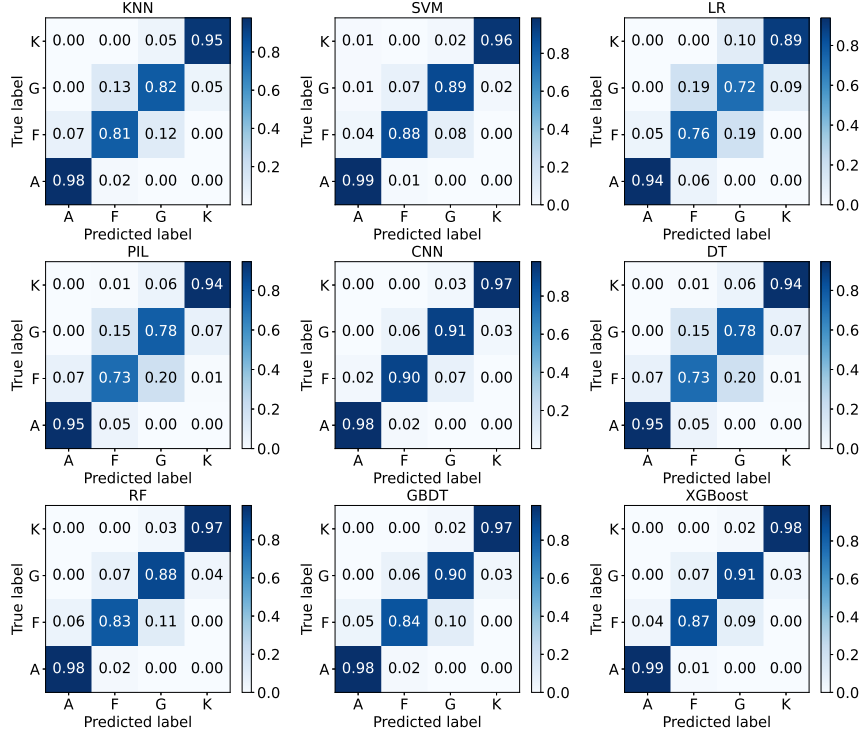 KNN
True label
K 0.00 0.00 0.05 0.95
G 0.00 0.13 0.82 0.05
F 0.07 0.81 0.12 0.00
A 0.98 0.02 0.00 0.00
A F G K
Predicted label
0.8
0.6
0.4
0.2
SVM
True label
K 0.01 0.00 0.02 0.96
G 0.01 0.07 0.89 0.02
F 0.04 0.88 0.08 0.00
A 0.99 0.01 0.00 0.00
A F G K
Predicted label
0.8
0.6
0.4
0.2
0.0
LR
True label
K 0.00 0.00 0.10 0.89
G 0.00 0.19 0.72 0.09
F 0.05 0.76 0.19 0.00
A 0.94 0.06 0.00 0.00
A F G K
Predicted label
0.8
0.6
0.4
0.2
0.0
PIL
True label
K 0.00 0.01 0.06 0.94
G 0.00 0.15 0.78 0.07
F 0.07 0.73 0.20 0.01
A 0.95 0.05 0.00 0.00
A F G K
Predicted label
0.8
0.6
0.4
0.2
0.0
CNN
True label
K 0.00 0.00 0.03 0.97
G 0.00 0.06 0.91 0.03
F 0.02 0.90 0.07 0.00
A 0.98 0.02 0.00 0.00
A F G K
Predicted label
0.8
0.6
0.4
0.2
DT
True label
K 0.00 0.01 0.06 0.94
G 0.00 0.15 0.78 0.07
F 0.07 0.73 0.20 0.01
A 0.95 0.05 0.00 0.00
A F G K
Predicted label
0.8
0.6
0.4
0.2
0.0
RF
True label
K 0.00 0.00 0.03 0.97
G 0.00 0.07 0.88 0.04
F 0.06 0.83 0.11 0.00
A 0.98 0.02 0.00 0.00
A F G K
Predicted label
0.8
0.6
0.4
0.2
0.0
GBDT
True label
K 0.00 0.00 0.02 0.97
G 0.00 0.06 0.90 0.03
F 0.05 0.84 0.10 0.00
A 0.98 0.02 0.00 0.00
A F G K
Predicted label
0.8
0.6
0.4
0.2
0.0
XGBoost
True label
K 0.00 0.00 0.02 0.98
G 0.00 0.07 0.91 0.03
F 0.04 0.87 0.09 0.00
A 0.99 0.01 0.00 0.00
A F G K
Predicted label
0.8
0.6
0.4
0.2
0.0